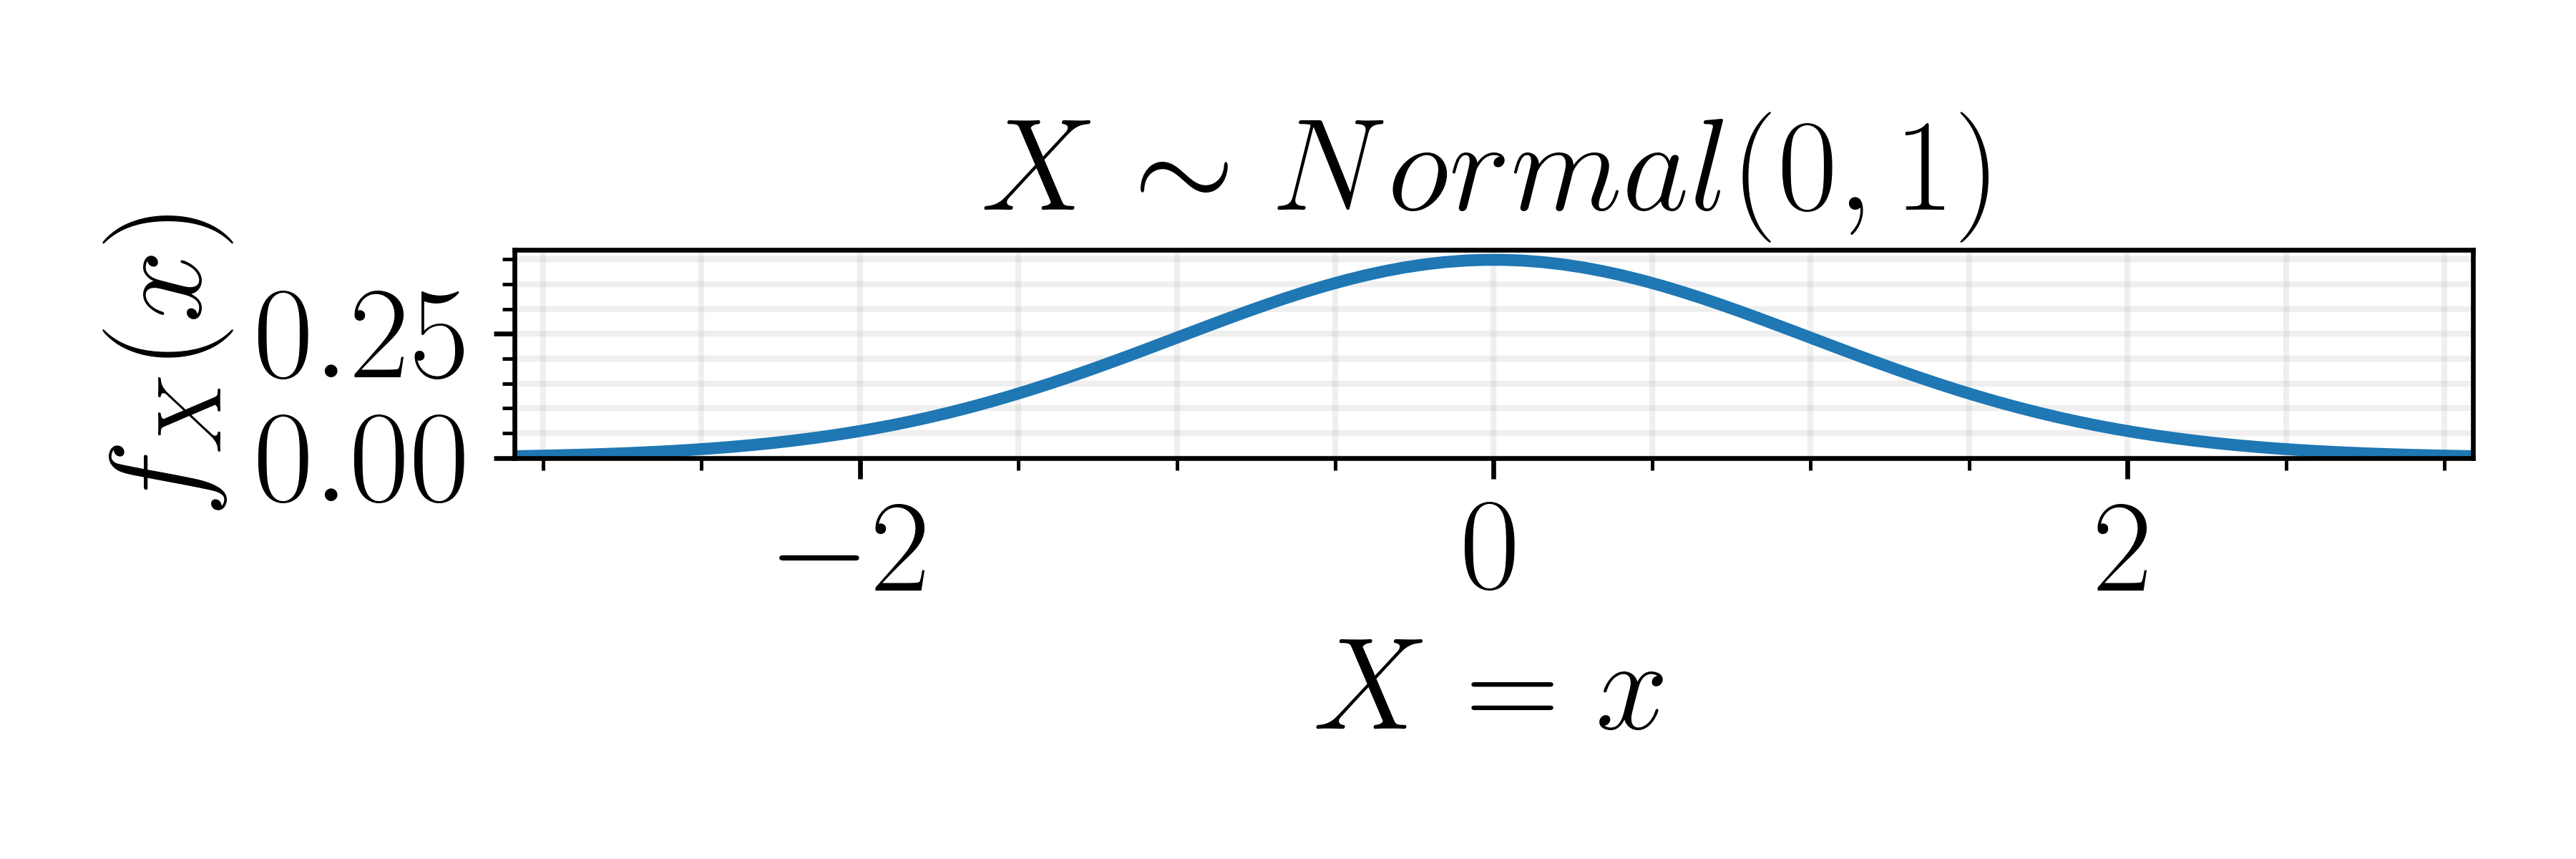 X ∼ Normal(0, 1)
f_X(x)
0.25
0.00
−2 0 2
X = x